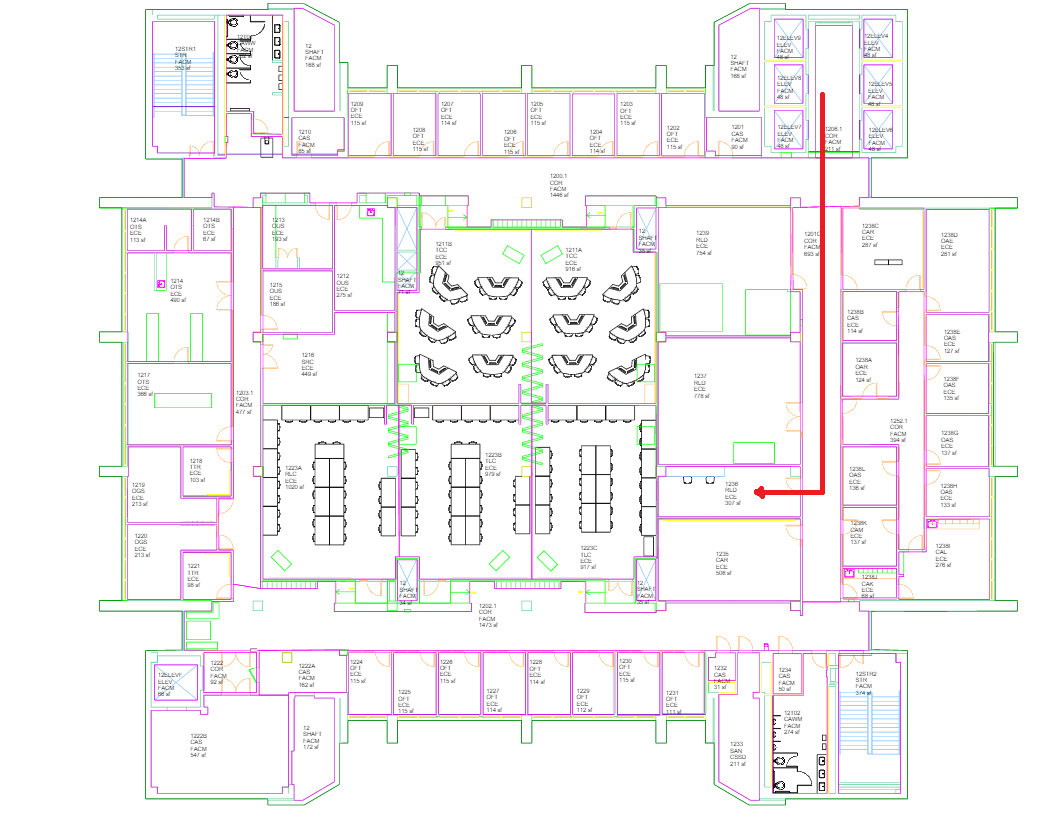 12STR1
STR
FACM
353 sf
12
SHAFT
FACM
168 sf
12
SHAFT
FACM
168 sf
12ELEV9
ELEV
FACM
48 sf
12ELEV4
ELEV
FACM
48 sf
12ELEV8
ELEV
FACM
48 sf
12ELEV5
ELEV
FACM
48 sf
12ELEV7
ELEV
FACM
48 sf
1208.1
COR
FACM
211 sf
12ELEV6
ELEV
FACM
48 sf
1210
CAS
FACM
85 sf
1209
OFT
ECE
115 sf
1208
OFT
ECE
115 sf
1207
OFT
ECE
114 sf
1206
OFT
ECE
115 sf
1205
OFT
ECE
115 sf
1204
OFT
ECE
114 sf
1203
OFT
ECE
115 sf
1202
OFT
ECE
115 sf
1201
CAS
FACM
90 sf
1200.1
COR
FACM
1446 sf
1214A
OTS
ECE
113 sf
1214B
OTS
ECE
67 sf
1213
OUS
ECE
193 sf
1211B
TCC
ECE
951 sf
1211A
TCC
ECE
916 sf
12
SHAFT
FACM
1239
RLD
ECE
754 sf
1201C
COR
FACM
693 sf
1238C
CAR
ECE
287 sf
1238D
OAE
ECE
281 sf
1214
OTS
ECE
490 sf
1215
OUS
ECE
186 sf
1212
OUS
ECE
275 sf
12
SHAFT
FACM
1238B
CAS
ECE
114 sf
1238E
OAS
ECE
127 sf
1216
SRC
ECE
449 sf
1238A
OAR
ECE
124 sf
1217
OTS
ECE
366 sf
1203.1
COR
FACM
477 sf
1237
RLD
ECE
778 sf
1238F
OAS
ECE
135 sf
1252.1
COR
FACM
394 sf
1238G
OAS
ECE
137 sf
1218
TTR
ECE
103 sf
1223A
RLC
ECE
1020 sf
1223B
TLC
ECE
979 sf
1236
RLD
ECE
307 sf
1238L
OAS
ECE
136 sf
1238H
OAS
ECE
133 sf
1219
OGS
ECE
213 sf
1220
OGS
ECE
213 sf
1238K
CAM
ECE
137 sf
1223C
TLC
ECE
917 sf
1235
CAR
ECE
508 sf
1238I
CAL
ECE
276 sf
1221
TTR
ECE
98 sf
1238J
CAK
ECE
68 sf
12
SHAFT
FACM
34 sf
12
SHAFT
FACM
35 sf
1202.1
COR
FACM
1473 sf
12ELEVF
ELEV
FACM
66 sf
1222
COR
FACM
92 sf
1222A
CAS
FACM
162 sf
1224
OFT
ECE
115 sf
1225
OFT
ECE
115 sf
1226
OFT
ECE
115 sf
1227
OFT
ECE
114 sf
1228
OFT
ECE
114 sf
1229
OFT
ECE
112 sf
1230
OFT
ECE
115 sf
1231
OFT
ECE
111 sf
1232
CAS
FACM
31 sf
1234
CAS
FACM
50 sf
12STR2
STR
FACM
374 sf
1222B
CAS
FACM
547 sf
12
SHAFT
FACM
172 sf
1233
SAN
CSSD
211 sf
12T02
CAWM
FACM
274 sf